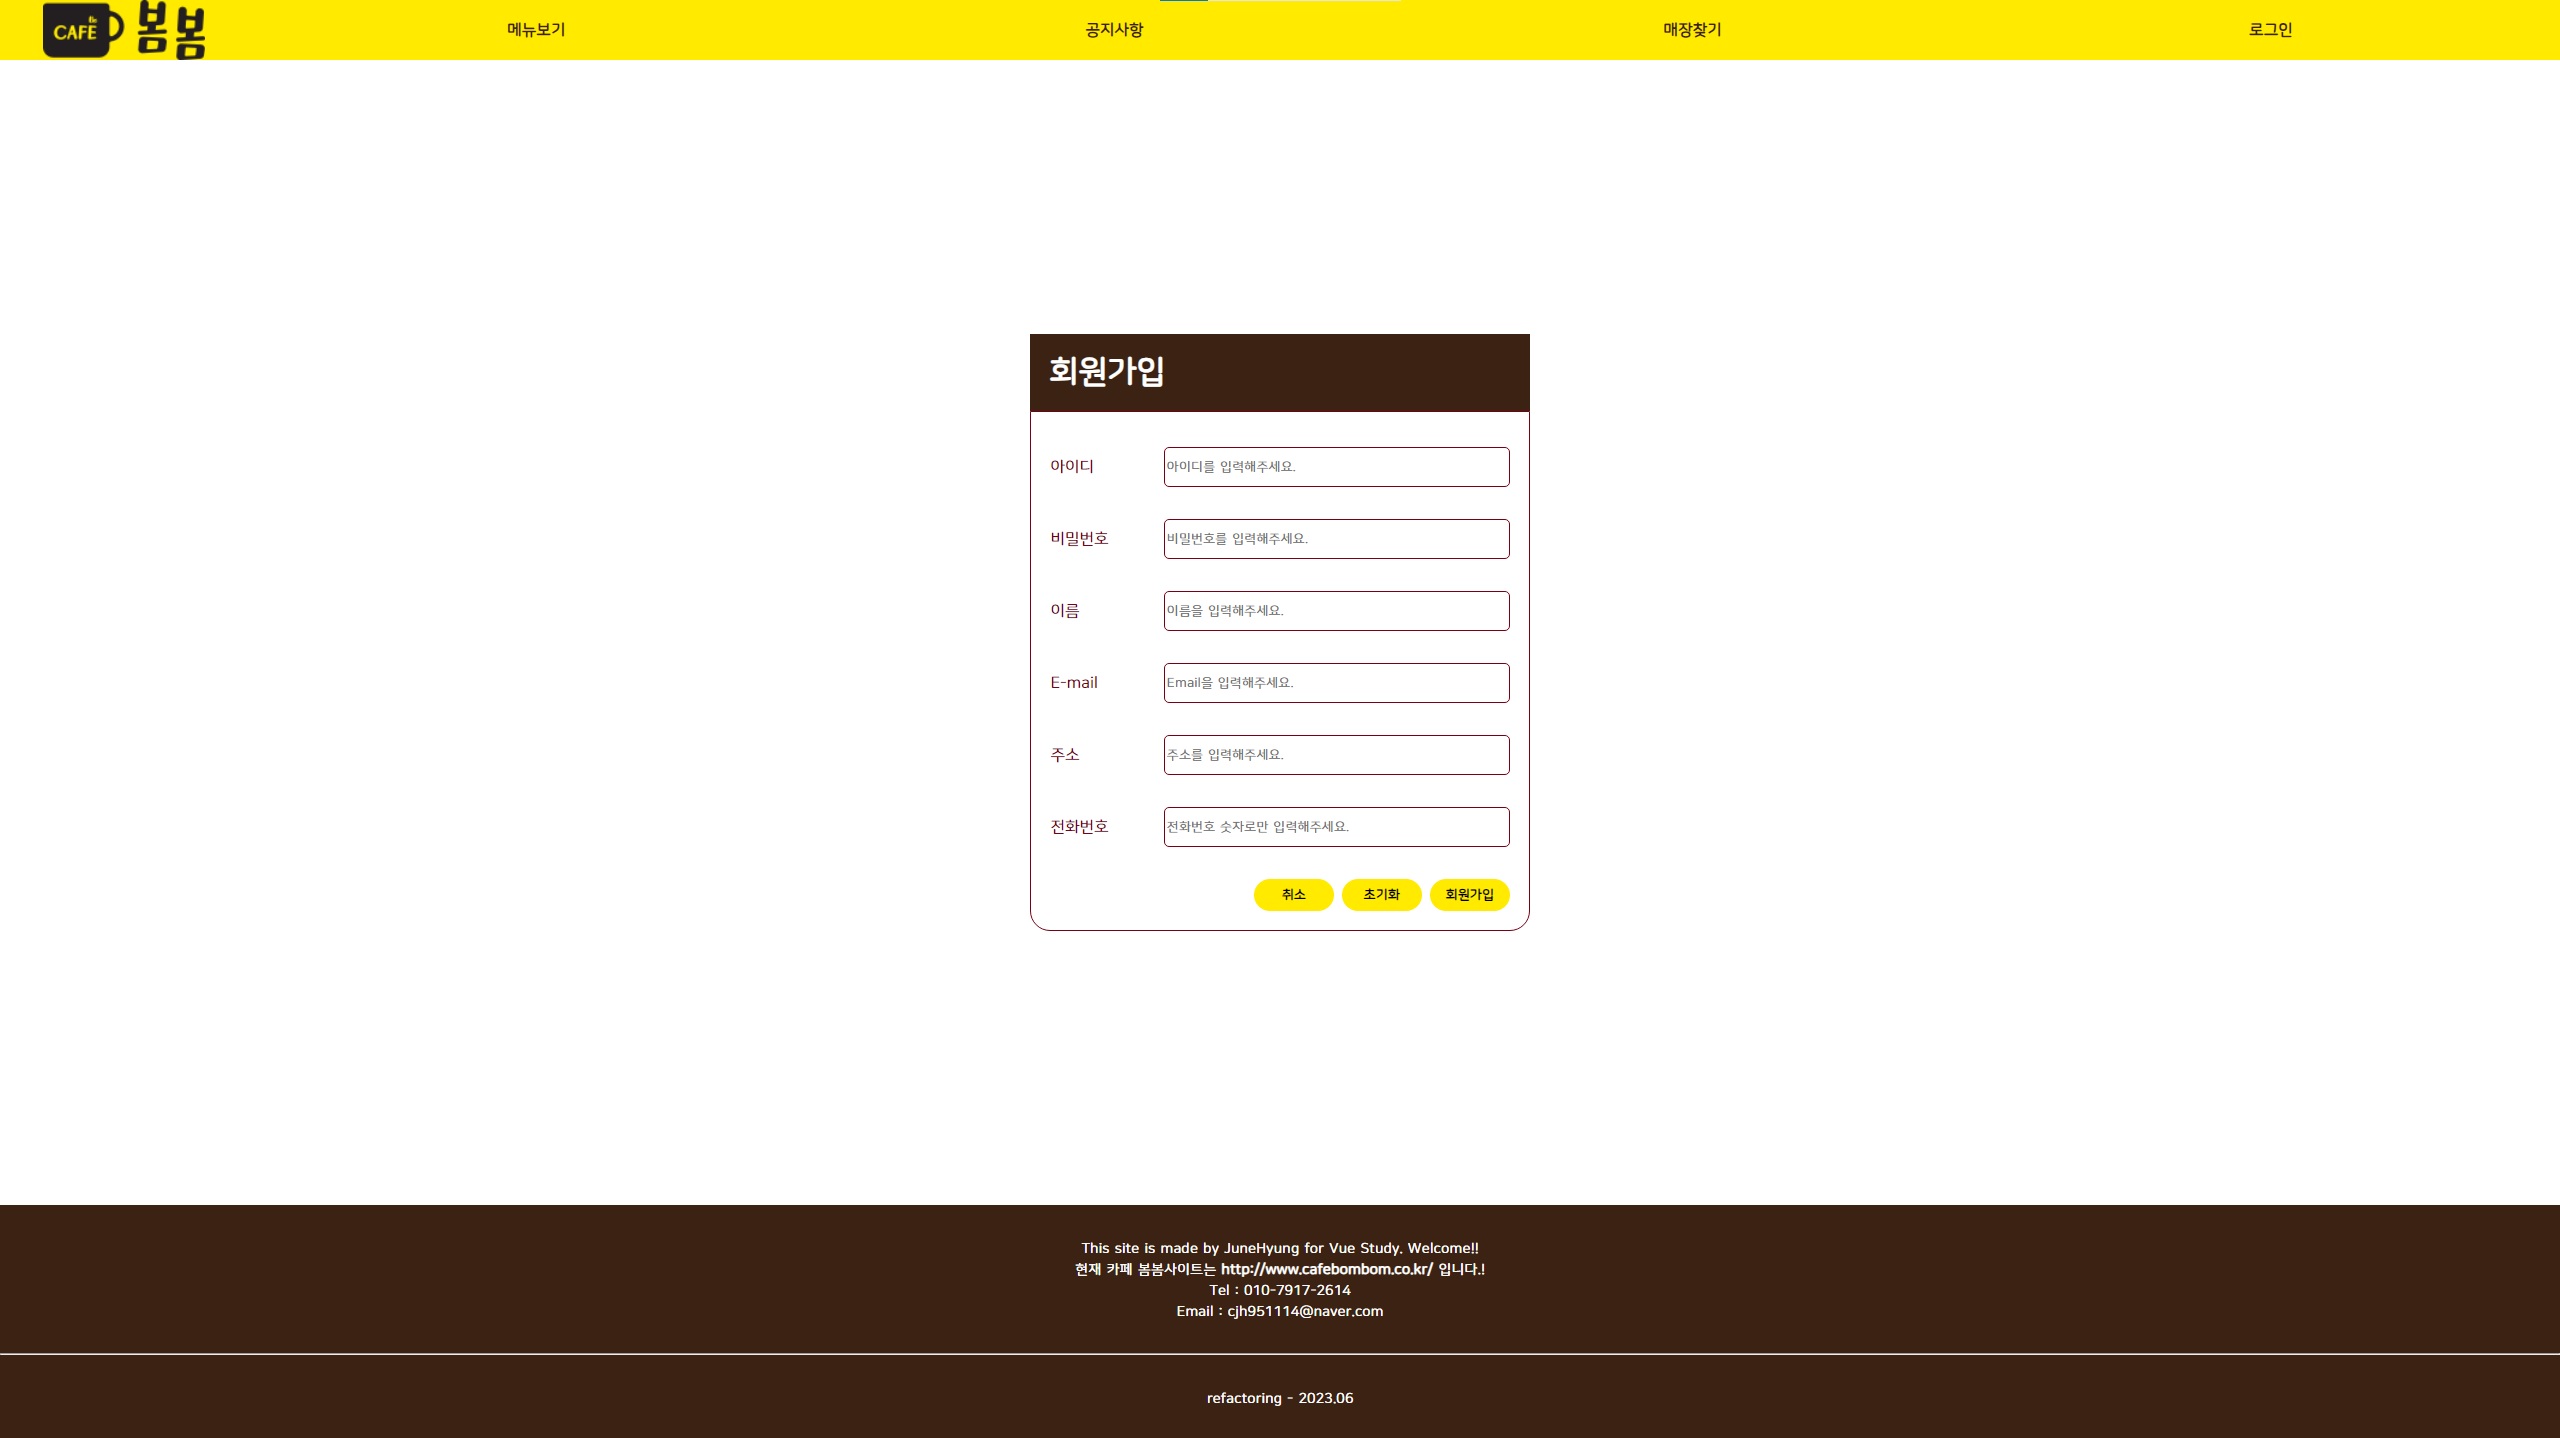 CAFE 봄봄
메뉴보기 공지사항 매장찾기 로그인
회원가입
아이디 아이디를 입력해주세요.
비밀번호 비밀번호를 입력해주세요.
이름 이름을 입력해주세요.
E-mail Email을 입력해주세요.
주소 주소를 입력해주세요.
전화번호 전화번호 숫자로만 입력해주세요.
취소 초기화 회원가입
This site is made by JuneHyung for Vue Study. Welcome!!
현재 카페 봄봄사이트는 http://www.cafebombom.co.kr/ 입니다.!
Tel : 010-7917-2614
Email : cjh951114@naver.com
refactoring - 2023.06